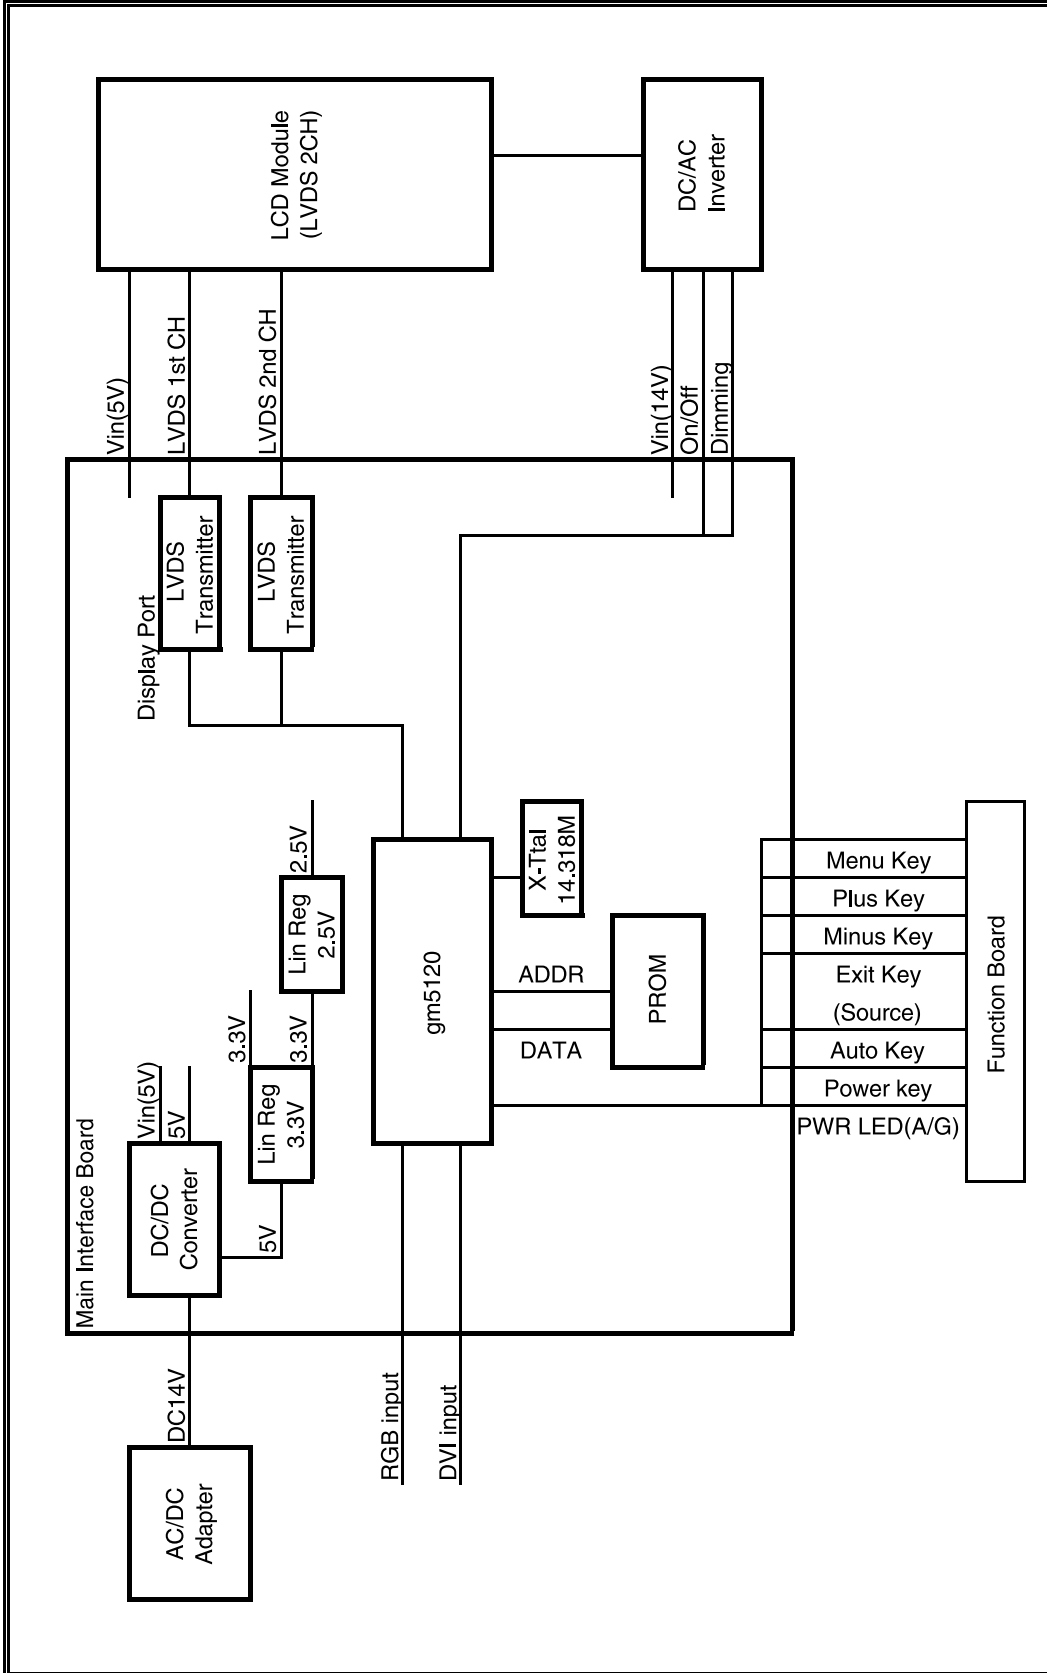 LCD Module
(LVDS 2CH)
DC/AC
Inverter
Vin(5V)
LVDS 1st CH
LVDS 2nd CH
Vin(14V)
On/Off
Dimming
Display Port
LVDS
Transmitter
LVDS
Transmitter
Main Interface Board
DC/DC
Converter
Vin(5V)
5V
5V
Lin Reg
3.3V
3.3V
3.3V
Lin Reg
2.5V
2.5V
gm5120
X-Ttal
14.318M
ADDR
DATA
PROM
Menu Key
Plus Key
Minus Key
Exit Key
(Source)
Auto Key
Power key
PWR LED(A/G)
Function Board
AC/DC
Adapter
DC14V
RGB input
DVI input